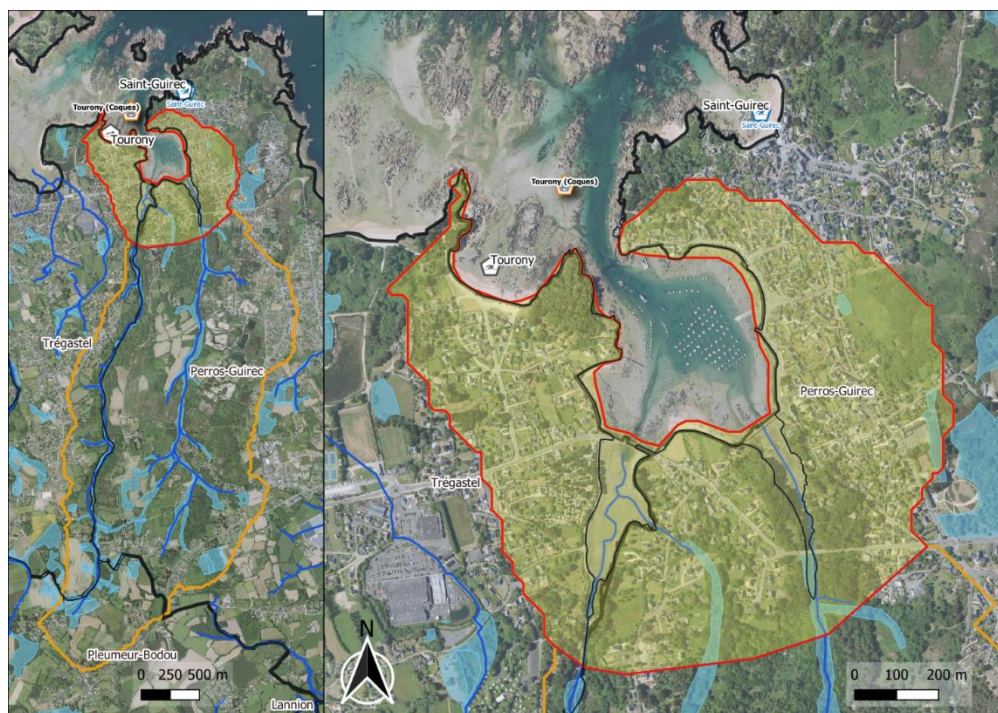 Saint-Guirec
Saint-Guirec
Tourony (Coques)
Tourony
Trégastel
Perros-Guirec
Pleumeur-Bodou
0 250 500 m
Lannion
Saint-Guirec
Saint-Guirec
Tourony (Coques)
Tourony
Perros-Guirec
Trégastel
N
0 100 200 m